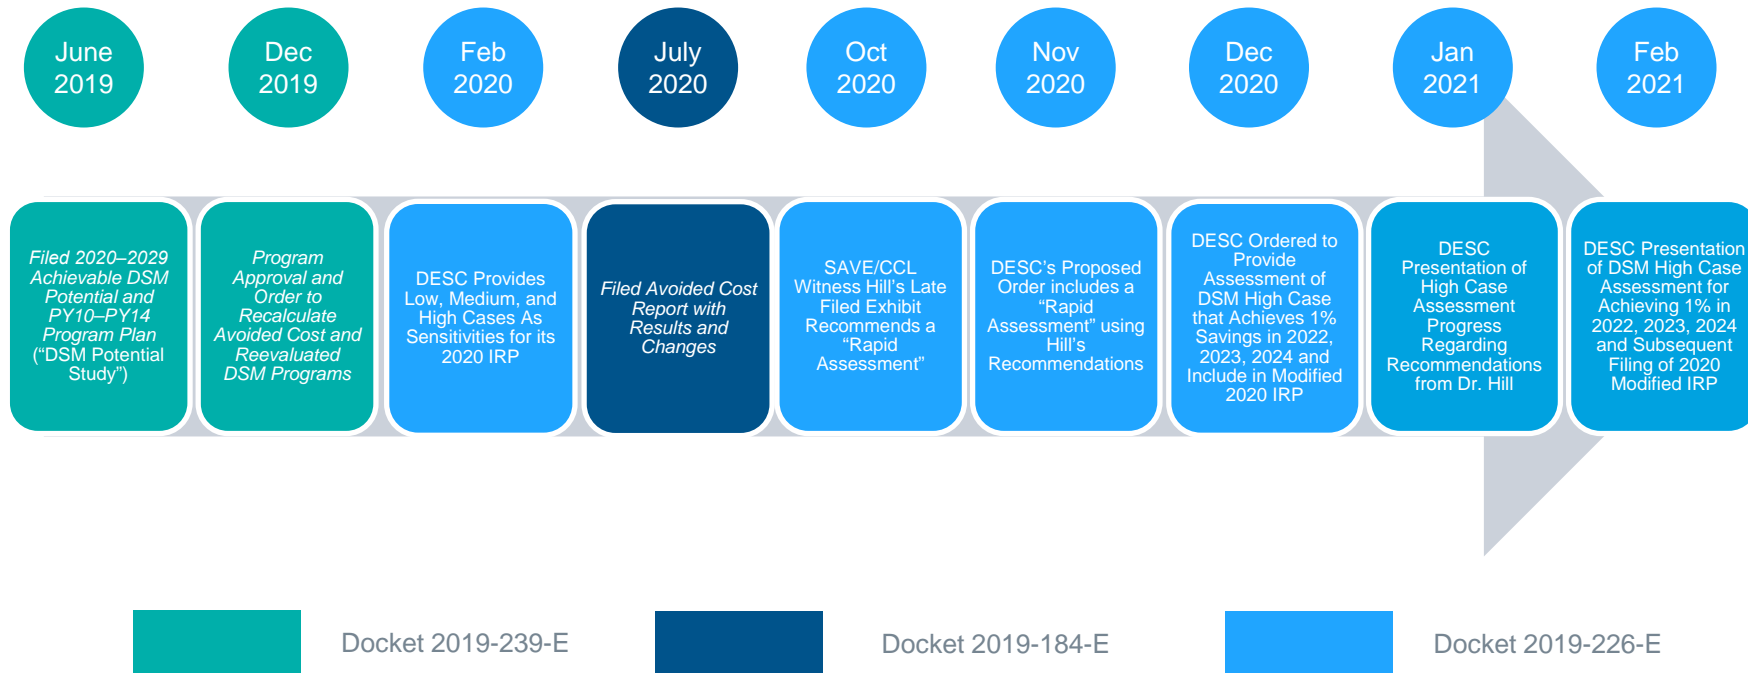 June
2019
Dec
2019
Feb
2020
July
2020
Oct
2020
Nov
2020
Dec
2020
Jan
2021
Feb
2021
Filed 2020–2029
Achievable DSM
Potential and
PY10–PY14
Program Plan
(“DSM Potential
Study”)
Program
Approval and
Order to
Recalculate
Avoided Cost and
Reevaluated
DSM Programs
DESC Provides
Low, Medium, and
High Cases As
Sensitivities for its
2020 IRP
Filed Avoided Cost
Report with
Results and
Changes
SAVE/CCL
Witness Hill’s Late
Filed Exhibit
Recommends a
“Rapid
Assessment”
DESC’s Proposed
Order includes a
“Rapid
Assessment” using
Hill’s
Recommendations
DESC Ordered to
Provide
Assessment of
DSM High Case
that Achieves 1%
Savings in 2022,
2023, 2024 and
Include in Modified
2020 IRP
DESC
Presentation of
High Case
Assessment
Progress
Regarding
Recommendations
from Dr. Hill
DESC Presentation
of DSM High Case
Assessment for
Achieving 1% in
2022, 2023, 2024
and Subsequent
Filing of 2020
Modified IRP
Docket 2019-239-E
Docket 2019-184-E
Docket 2019-226-E